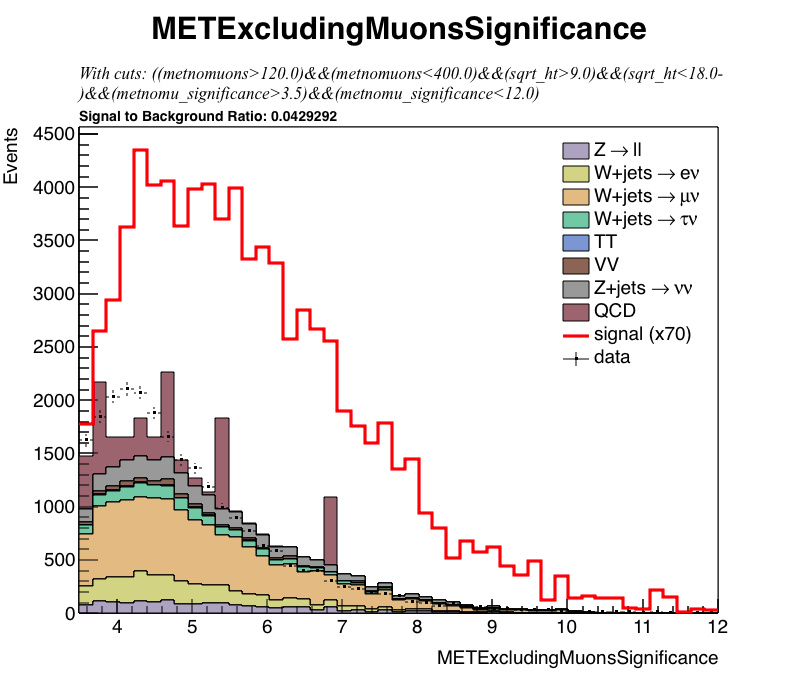 METExcludingMuonsSignificance
With cuts: ((metnomuons>120.0)&&(metnomuons<400.0)&&(sqrt_ht>9.0)&&(sqrt_ht<18.0-
)&&(metnomu_significance>3.5)&&(metnomu_significance<12.0)
Signal to Background Ratio: 0.0429292
Events
4500
4000
3500
3000
2500
2000
1500
1000
500
0
Z → ll
W+jets → eν
W+jets → μν
W+jets → τν
TT
VV
Z+jets → νν
QCD
signal (x70)
data
4 5 6 7 8 9 10 11 12
METExcludingMuonsSignificance